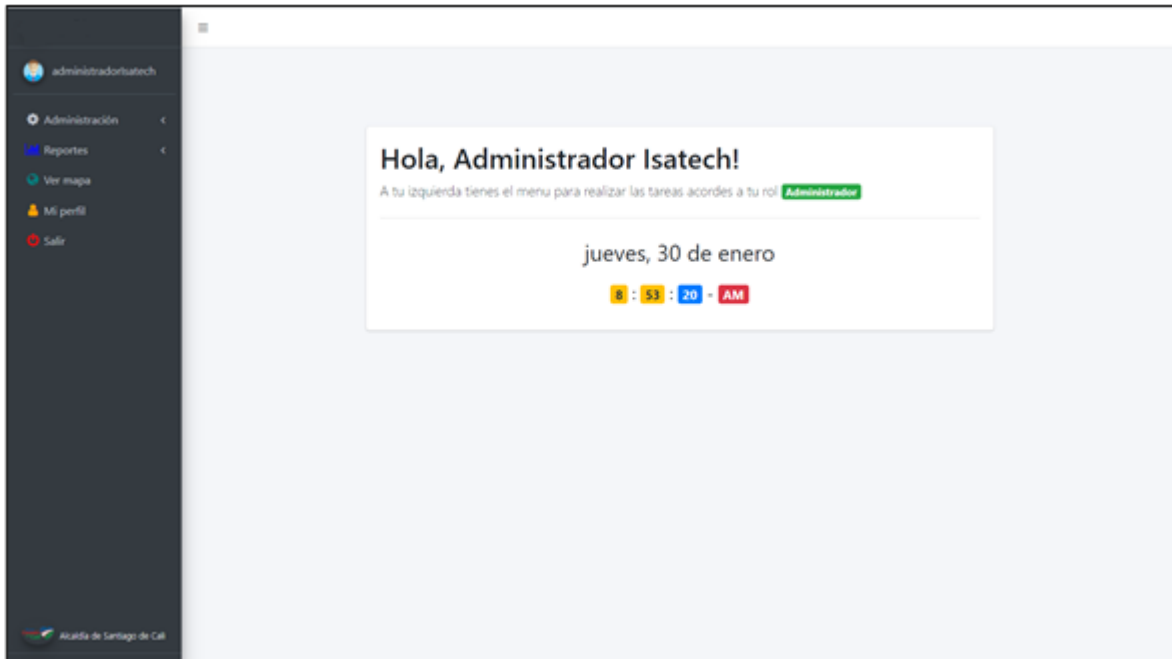 administradorIsatech
Administración
Reportes
Ver mapa
Mi perfil
Salir
Alcaldía de Santiago de Cali
Hola, Administrador Isatech!
A tu izquierda tienes el menu para realizar las tareas acordes a tu rol Administrador
jueves, 30 de enero
8 : 53 : 20 - AM